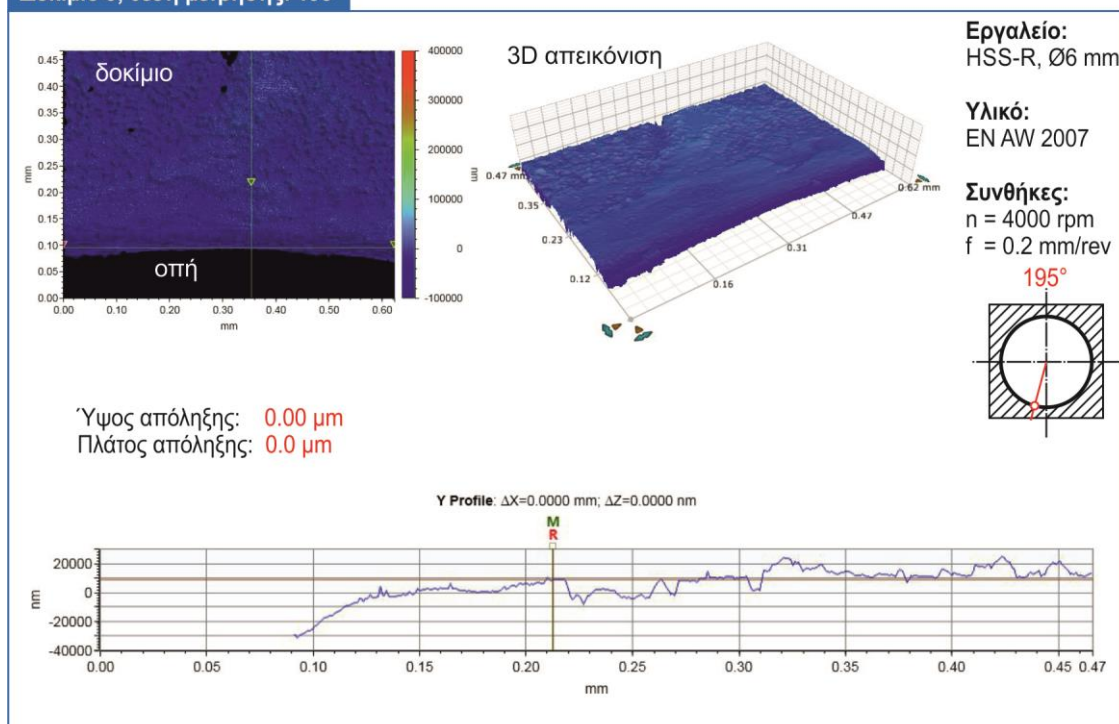 Εργαλείο:
HSS-R, Ø6 mm
Υλικό:
EN AW 2007
Συνθήκες:
n = 4000 rpm
f = 0.2 mm/rev
195°
δοκίμιο
οπή
mm
0.45
0.40
0.35
0.30
0.25
0.20
0.15
0.10
0.05
0.00
0.00 0.10 0.20 0.30 0.40 0.50 0.60
mm
400000
300000
200000
100000
0
-100000
nm
3D απεικόνιση
0.47 mm
0.35
0.23
0.12
0.16
0.31
0.47
0.62 mm
Ύψος απόληξης: 0.00 μm
Πλάτος απόληξης: 0.0 μm
Y Profile: ΔX=0.0000 mm; ΔZ=0.0000 nm
M
R
nm
20000
0
-20000
-40000
0.00 0.05 0.10 0.15 0.20 0.25 0.30 0.35 0.40 0.45 0.47
mm